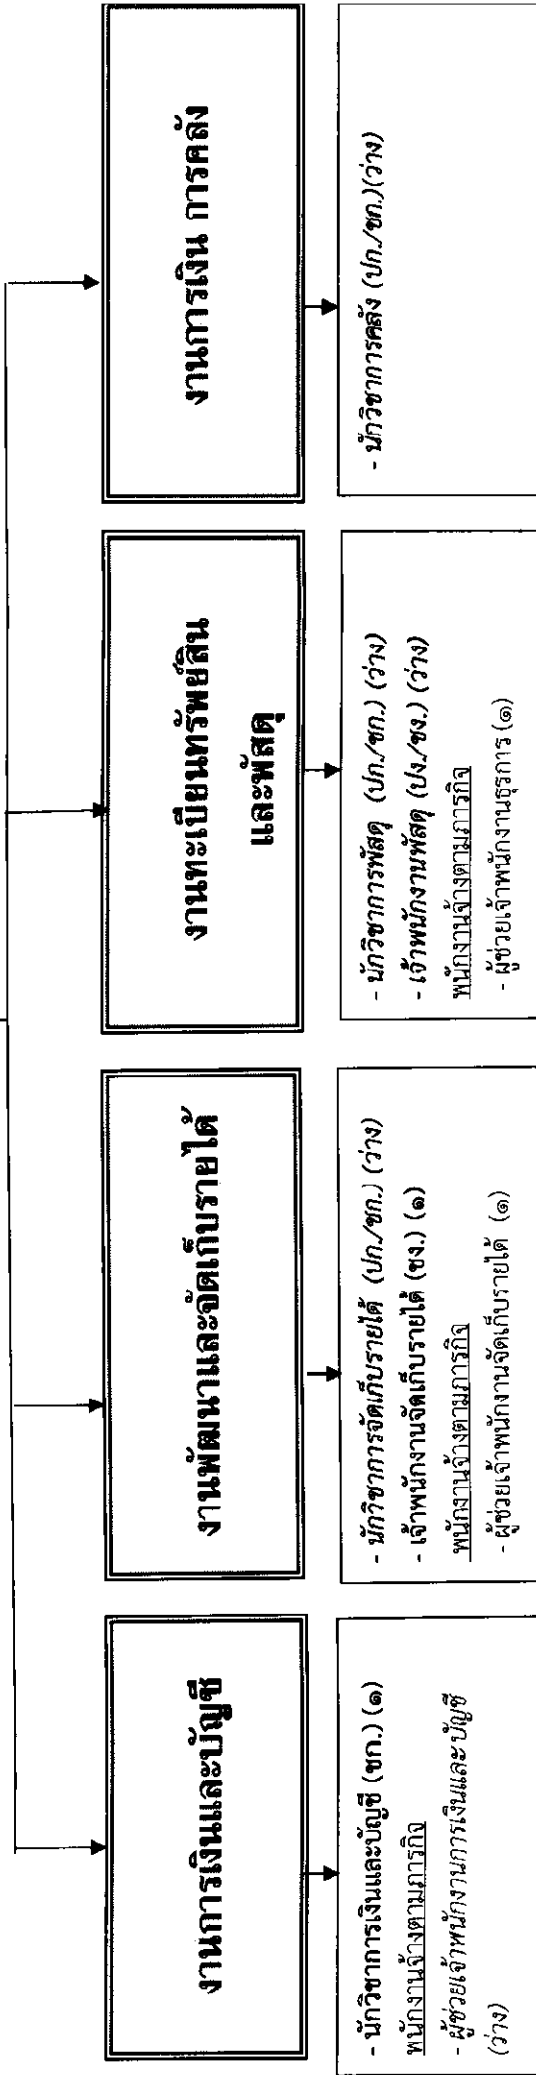 งานการเงินและบัญชี
- นักวิชาการเงินและบัญชี (ชก.) (๑)
พนักงานจ้างตามภารกิจ
- ผู้ช่วยเจ้าพนักงานการเงินและบัญชี
(ว่าง)
งานพัฒนาและจัดเก็บรายได้
- นักวิชาการจัดเก็บรายได้ (ปก./ชก.) (ว่าง)
- เจ้าพนักงานจัดเก็บรายได้ (ชง.) (๑)
พนักงานจ้างตามภารกิจ
- ผู้ช่วยเจ้าพนักงานจัดเก็บรายได้ (๑)
งานทะเบียนทรัพย์สิน
และพัสดุ
- นักวิชาการพัสดุ (ปก./ชก.) (ว่าง)
- เจ้าพนักงานพัสดุ (ปง./ชง.) (ว่าง)
พนักงานจ้างตามภารกิจ
- ผู้ช่วยเจ้าพนักงานธุรการ (๑)
งานการเงิน การคลัง
- นักวิชาการคลัง (ปก./ชก.)(ว่าง)